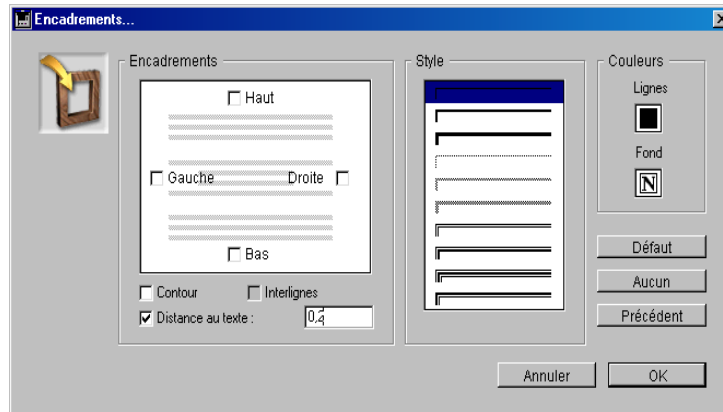 Encadrements...
Encadrements
Haut
Gauche
Droite
Bas
Contour
Interlignes
Distance au texte :
0,2
Style
Couleurs
Lignes
Fond
N
Défaut
Aucun
Précédent
Annuler
OK